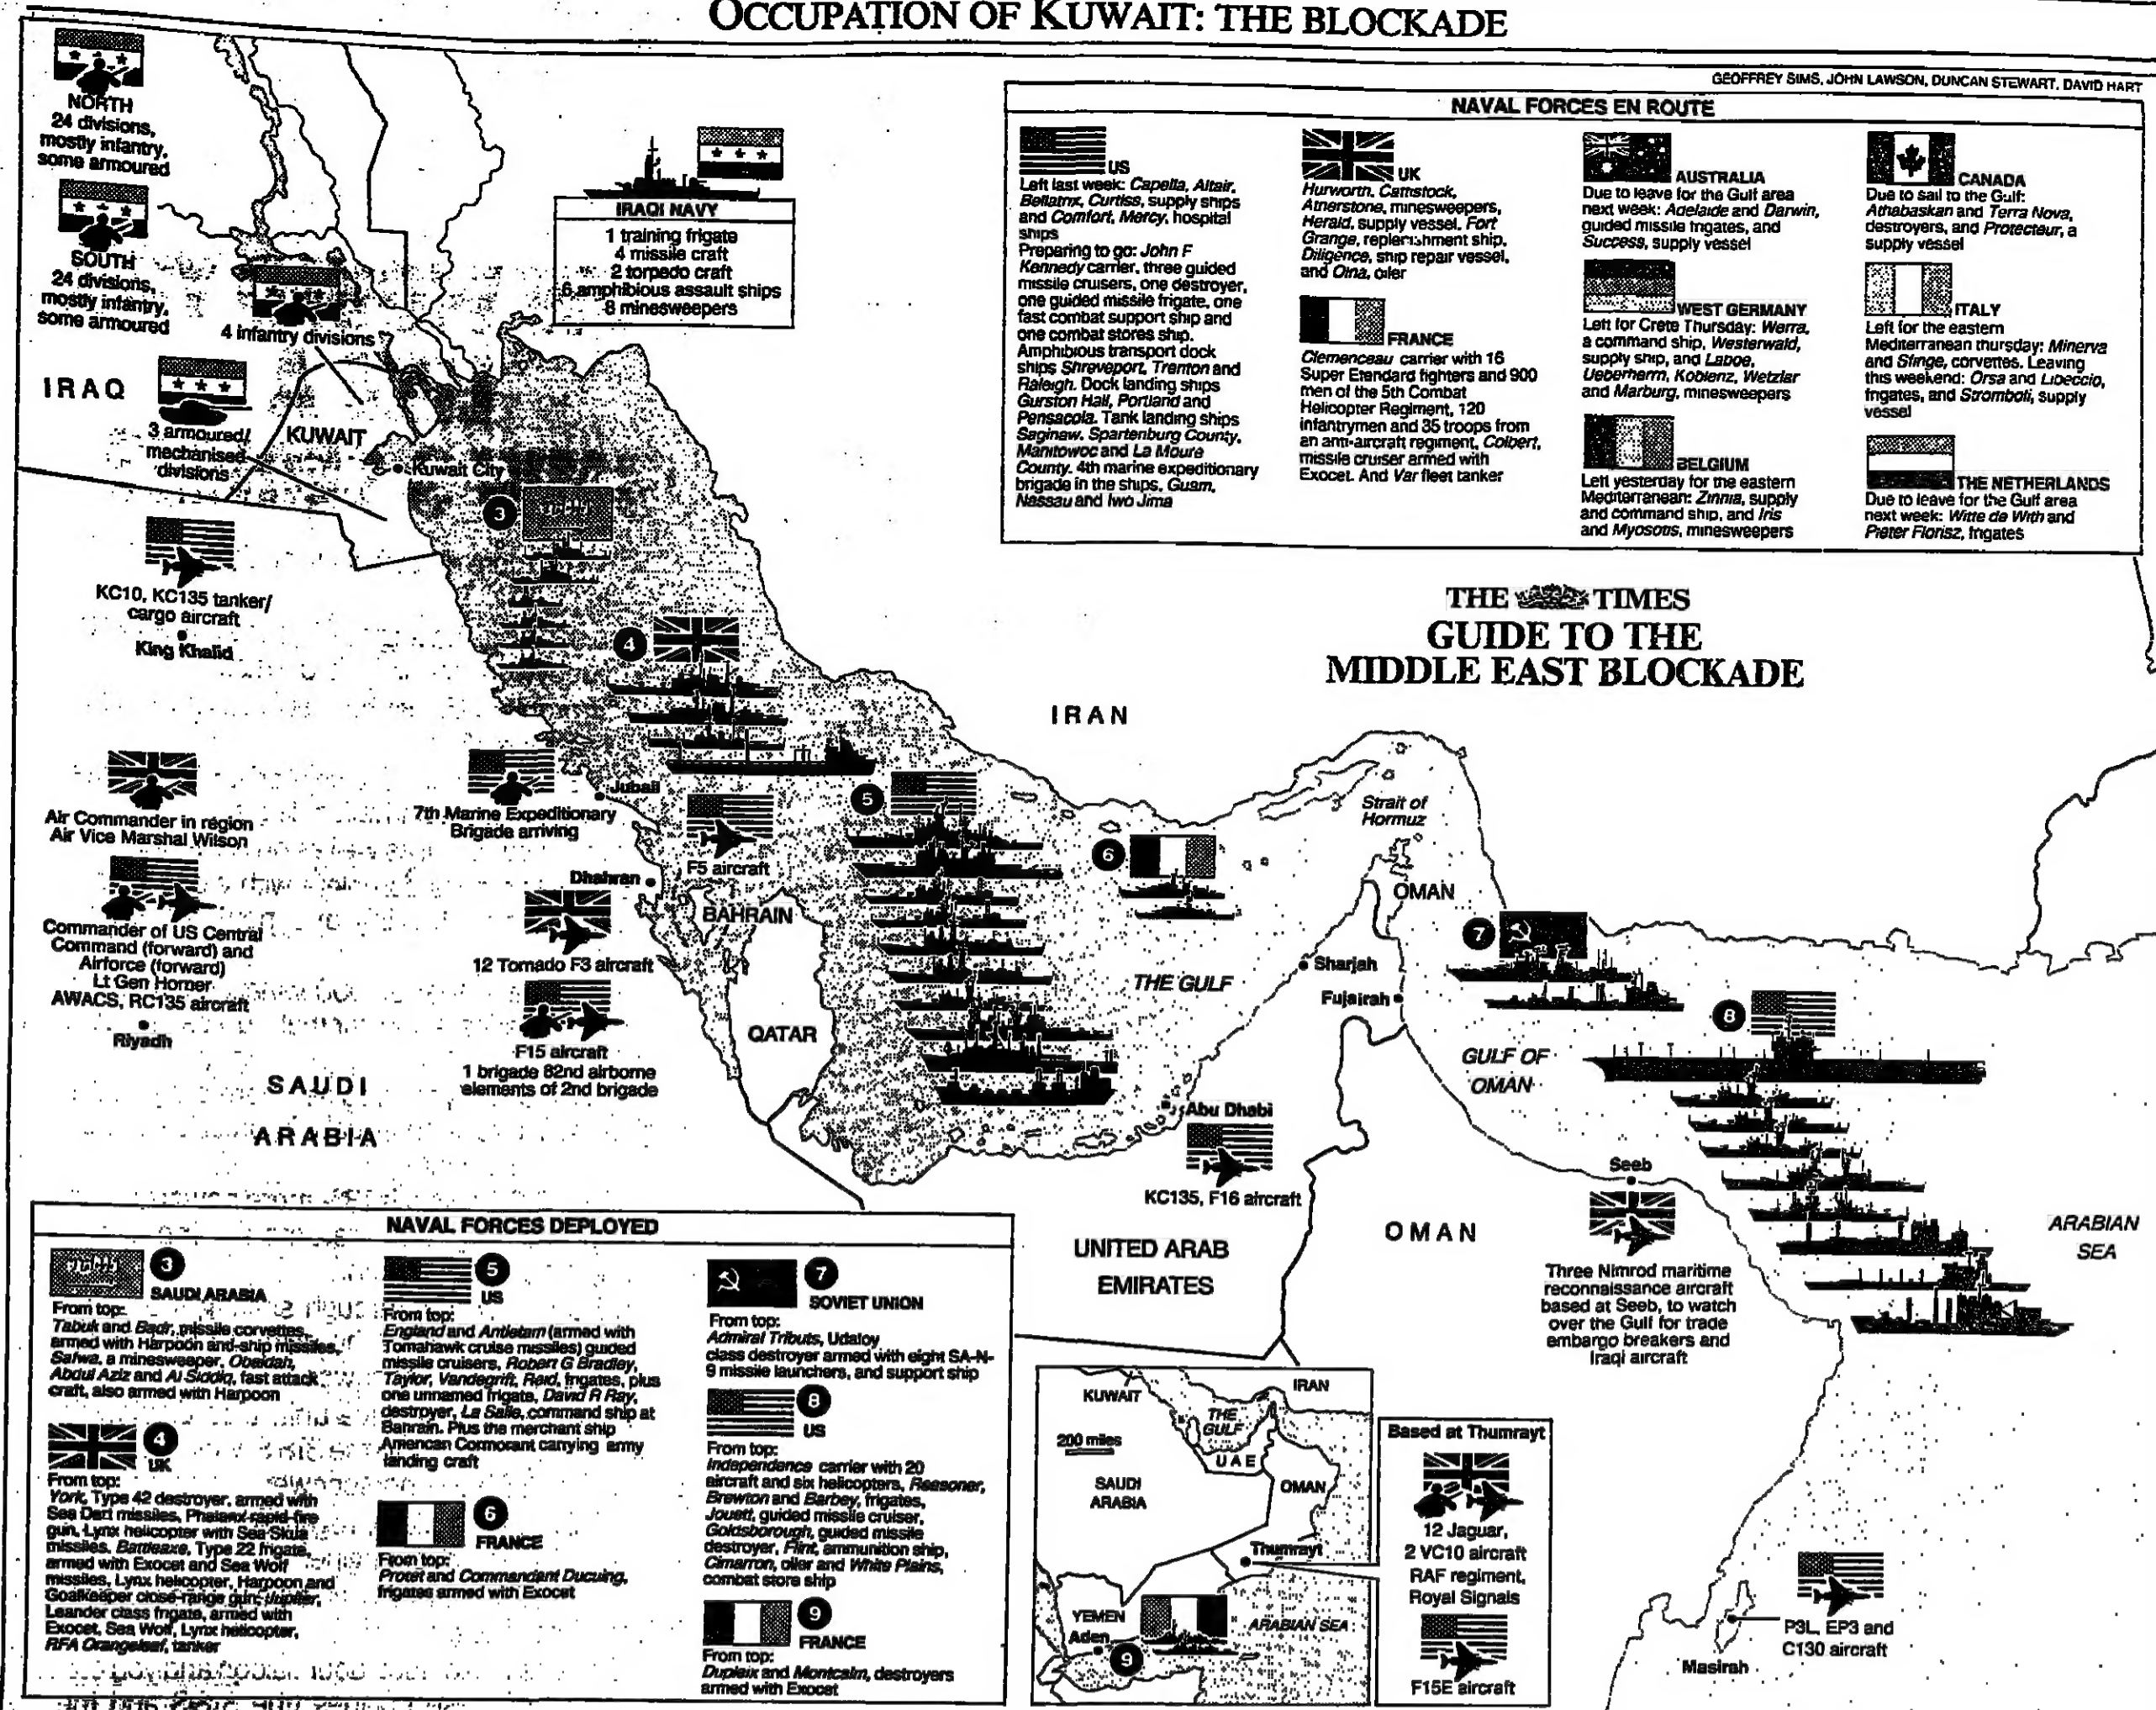 OCCUPATION OF KUWAIT: THE BLOCKADE
GEOFFREY SIMS, JOHN LAWSON, DUNCAN STEWART, DAVID HART
NORTH
24 divisions,
mostly infantry,
some armoured
SOUTH
24 divisions,
mostly infantry,
some armoured
4 infantry divisions
IRAQ
3 armoured/
mechanised
divisions
KUWAIT
Kuwait City
IRAQI NAVY
1 training frigate
4 missile craft
2 torpedo craft
6 amphibious assault ships
8 minesweepers
NAVAL FORCES EN ROUTE
US
Left last week: Capella, Altair,
Bellatrix, Curtiss, supply ships
and Comfort, Mercy, hospital
ships
Preparing to go: John F
Kennedy carrier, three guided
missile cruisers, one destroyer,
one guided missile frigate, one
fast combat support ship and
one combat stores ship.
Amphibious transport dock
ships Shreveport, Trenton and
Raleigh. Dock landing ships
Gunston Hall, Portland and
Pensacola. Tank landing ships
Saginaw. Spartenburg County,
Manitowoc and La Moure
County. 4th marine expeditionary
brigade in the ships, Guam,
Nassau and Iwo Jima
UK
Hurworth, Cattistock,
Atherstone, minesweepers,
Herald, supply vessel. Fort
Grange, replenishment ship,
Diligence, ship repair vessel,
and Olna, oiler
FRANCE
Clemenceau carrier with 16
Super Etendard fighters and 900
men of the 5th Combat
Helicopter Regiment, 120
infantrymen and 35 troops from
an anti-aircraft regiment, Colbert,
missile cruiser armed with
Exocet. And Var fleet tanker
AUSTRALIA
Due to leave for the Gulf area
next week: Adelaide and Darwin,
guided missile frigates, and
Success, supply vessel
WEST GERMANY
Left for Crete Thursday: Werra,
a command ship, Westerwald,
supply ship, and Laboe,
Ueberherrn, Koblenz, Wetzlar
and Marburg, minesweepers
BELGIUM
Left yesterday for the eastern
Mediterranean: Zinnia, supply
and command ship, and Iris
and Myosotis, minesweepers
CANADA
Due to sail to the Gulf:
Athabaskan and Terra Nova,
destroyers, and Protecteur, a
supply vessel
ITALY
Left for the eastern
Mediterranean thursday: Minerva
and Sfinge, corvettes. Leaving
this weekend: Orsa and Libeccio,
frigates, and Stromboli, supply
vessel
THE NETHERLANDS
Due to leave for the Gulf area
next week: Witte de With and
Pieter Florisz, frigates
THE TIMES
GUIDE TO THE
MIDDLE EAST BLOCKADE
3
4
KC10, KC135 tanker/
cargo aircraft
King Khalid
IRAN
Air Commander in region
Air Vice Marshal Wilson
Commander of US Central
Command (forward) and
Airforce (forward)
Lt Gen Horner
AWACS, RC135 aircraft
Riyadh
7th Marine Expeditionary
Brigade arriving
Jubail
F5 aircraft
Dhahran
BAHRAIN
12 Tornado F3 aircraft
F15 aircraft
1 brigade 82nd airborne
elements of 2nd brigade
QATAR
SAUDI
ARABIA
5
6
Strait of
Hormuz
OMAN
THE GULF
Sharjah
Fujairah
7
8
GULF OF
OMAN
Abu Dhabi
KC135, F16 aircraft
UNITED ARAB
EMIRATES
OMAN
Seeb
Three Nimrod maritime
reconnaissance aircraft
based at Seeb, to watch
over the Gulf for trade
embargo breakers and
Iraqi aircraft
ARABIAN
SEA
NAVAL FORCES DEPLOYED
3
SAUDI ARABIA
From top:
Tabuk and Badr, missile corvettes,
armed with Harpoon and-ship missiles,
Safwa, a minesweeper, Obaidah,
Abdul Aziz and Al Siddiq, fast attack
craft, also armed with Harpoon
4
UK
From top:
York, Type 42 destroyer, armed with
Sea Dart missiles, Phalanx rapid-fire
gun, Lynx helicopter with Sea Skua
missiles. Battleaxe, Type 22 frigate,
armed with Exocet and Sea Wolf
missiles, Lynx helicopter, Harpoon and
Goalkeeper close-range gun; Jupiter,
Leander class frigate, armed with
Exocet, Sea Wolf, Lynx helicopter,
RFA Orangeleaf, tanker
5
US
From top:
England and Antietam (armed with
Tomahawk cruise missiles) guided
missile cruisers, Robert G Bradley,
Taylor, Vandegrift, Reid, frigates, plus
one unnamed frigate, David R Ray,
destroyer, La Salle, command ship at
Bahrain. Plus the merchant ship
American Cormorant carrying army
landing craft
6
FRANCE
From top:
Protet and Commandant Ducuing,
frigates armed with Exocet
7
SOVIET UNION
From top:
Admiral Tributs, Udaloy
class destroyer armed with eight SA-N-
9 missile launchers, and support ship
8
US
From top:
Independence carrier with 20
aircraft and six helicopters, Reasoner,
Brewton and Barbey, frigates,
Jouett, guided missile cruiser,
Goldsborough, guided missile
destroyer, Flint, ammunition ship,
Cimarron, oiler and White Plains,
combat store ship
9
FRANCE
From top:
Dupleix and Montcalm, destroyers
armed with Exocet
KUWAIT
IRAN
THE
GULF
200 miles
UAE
SAUDI
ARABIA
OMAN
Thumrayt
YEMEN
Aden
9
ARABIAN SEA
Based at Thumrayt
12 Jaguar,
2 VC10 aircraft
RAF regiment,
Royal Signals
F15E aircraft
P3L, EP3 and
C130 aircraft
Masirah